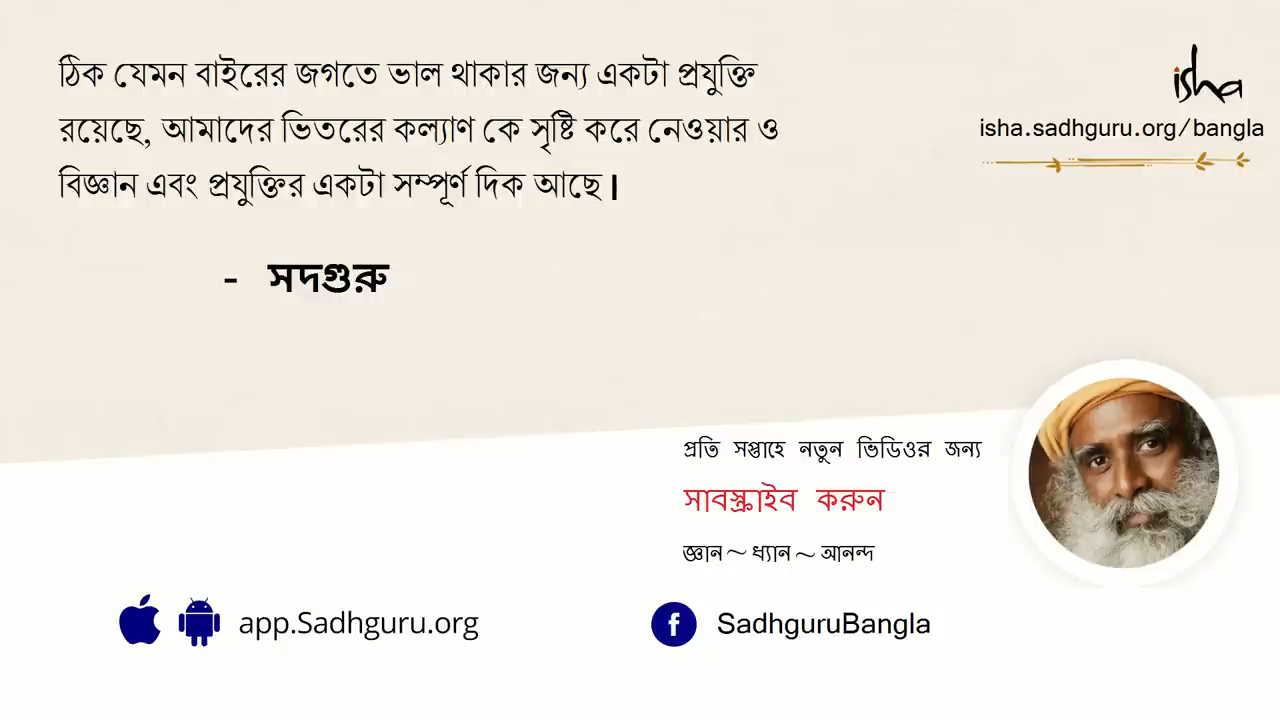 ঠিক যেমন বাইরের জগতে ভাল থাকার জন্য একটা প্রযুক্তি
রয়েছে, আমাদের ভিতরের কল্যাণ কে সৃষ্টি করে নেওয়ার ও
বিজ্ঞান এবং প্রযুক্তির একটা সম্পূর্ণ দিক আছে।
- সদগুরু
isha
isha.sadhguru.org/bangla
প্রতি সপ্তাহে নতুন ভিডিওর জন্য
সাবস্ক্রাইব করুন
জ্ঞান ~ ধ্যান ~ আনন্দ
app.Sadhguru.org
f SadhguruBangla